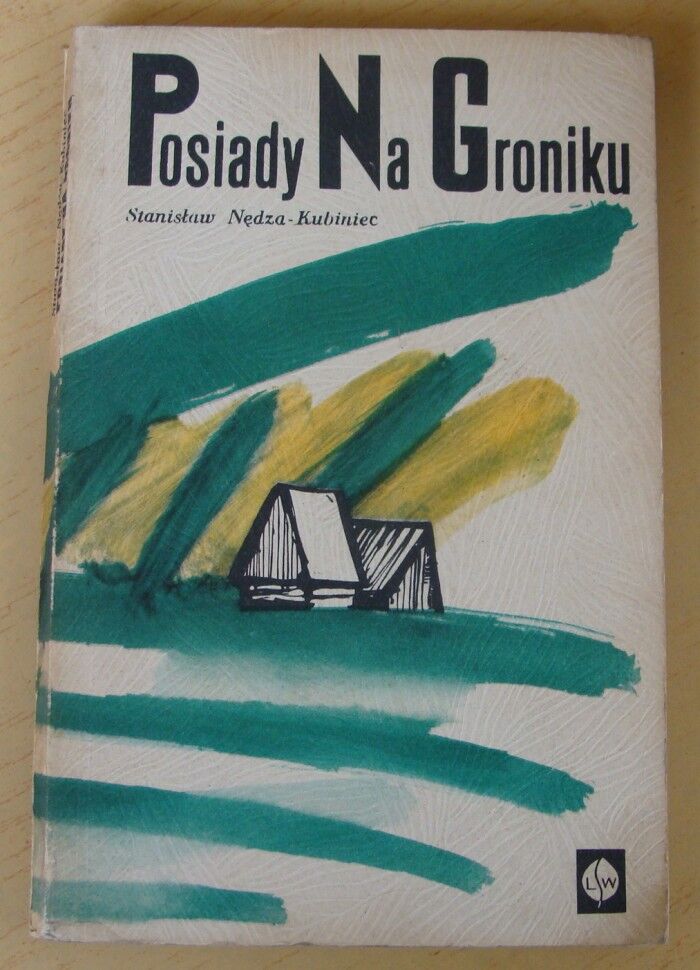 Posiady Na Groniku
Stanisław Nędza-Kubiniec
LSW